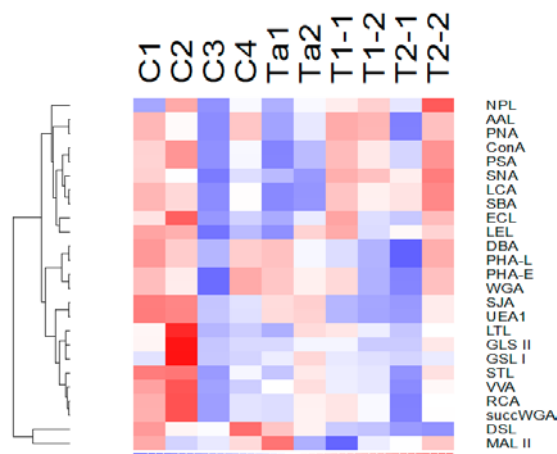 C1 C2 C3 C4 Ta1 Ta2 T1-1 T1-2 T2-1 T2-2
NPL
AAL
PNA
ConA
PSA
SNA
LCA
SBA
ECL
LEL
DBA
PHA-L
PHA-E
WGA
SJA
UEA1
LTL
GLS II
GSL I
STL
VVA
RCA
succWGA
DSL
MAL II